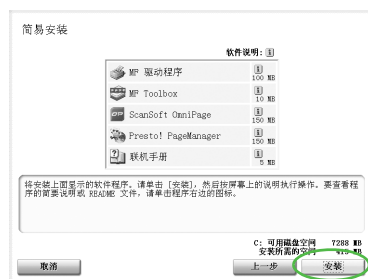 简易安装
软件说明: i
MP 驱动程序 i 100 MB
MP Toolbox i 10 MB
ScanSoft OmniPage i 150 MB
Presto! PageManager i 150 MB
联机手册 i 5 MB
将安装上面显示的软件程序。请单击 [安装]，然后按屏幕上的说明执行操作。要查看程
序的简要说明或 README 文件，请单击程序右边的图标。
C: 可用磁盘空间 7288 MB
安装所需的空间 415 MB
取消 上一步 安装